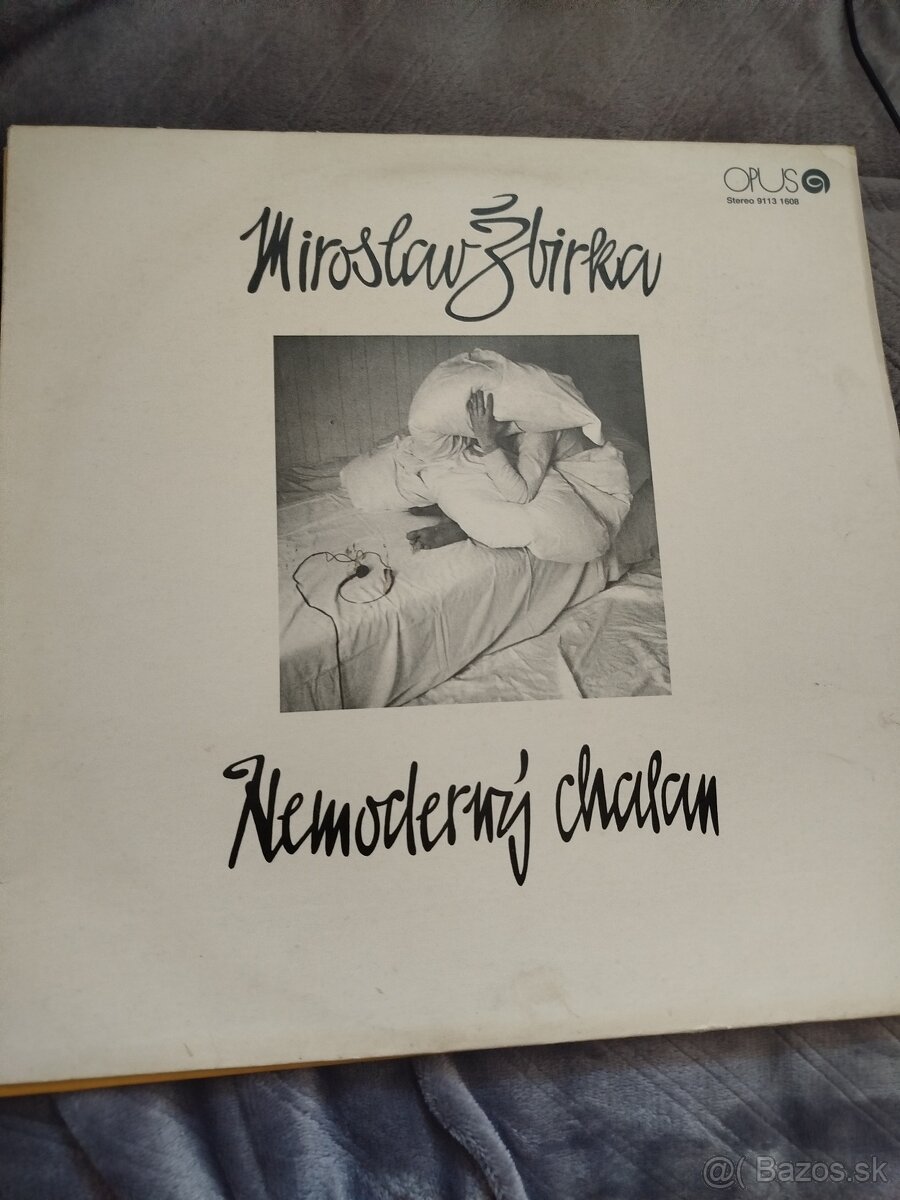 OPUS
Stereo 9113 1608
Miroslav Žbirka
Nemoderný chalan
@( Bazos.sk